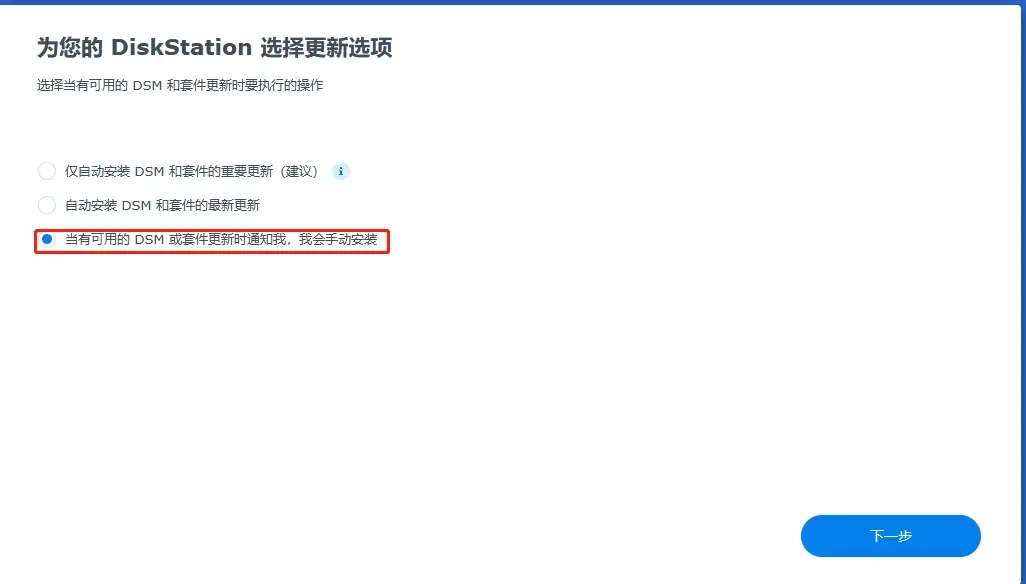 为您的 DiskStation 选择更新选项
选择当有可用的 DSM 和套件更新时要执行的操作
仅自动安装 DSM 和套件的重要更新（建议）
自动安装 DSM 和套件的最新更新
当有可用的 DSM 或套件更新时通知我，我会手动安装
下一步